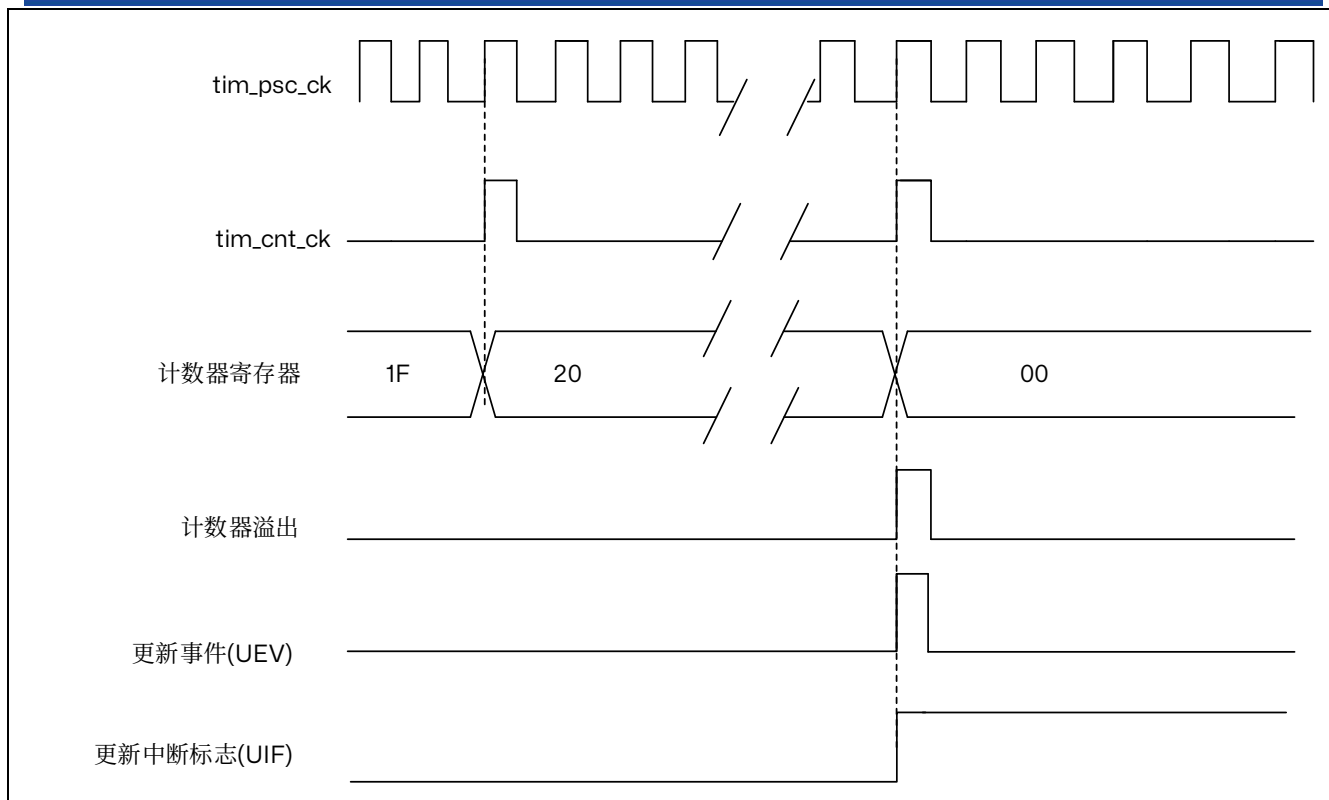 tim_psc_ck
tim_cnt_ck
计数器寄存器 1F 20 00
计数器溢出
更新事件(UEV)
更新中断标志(UIF)